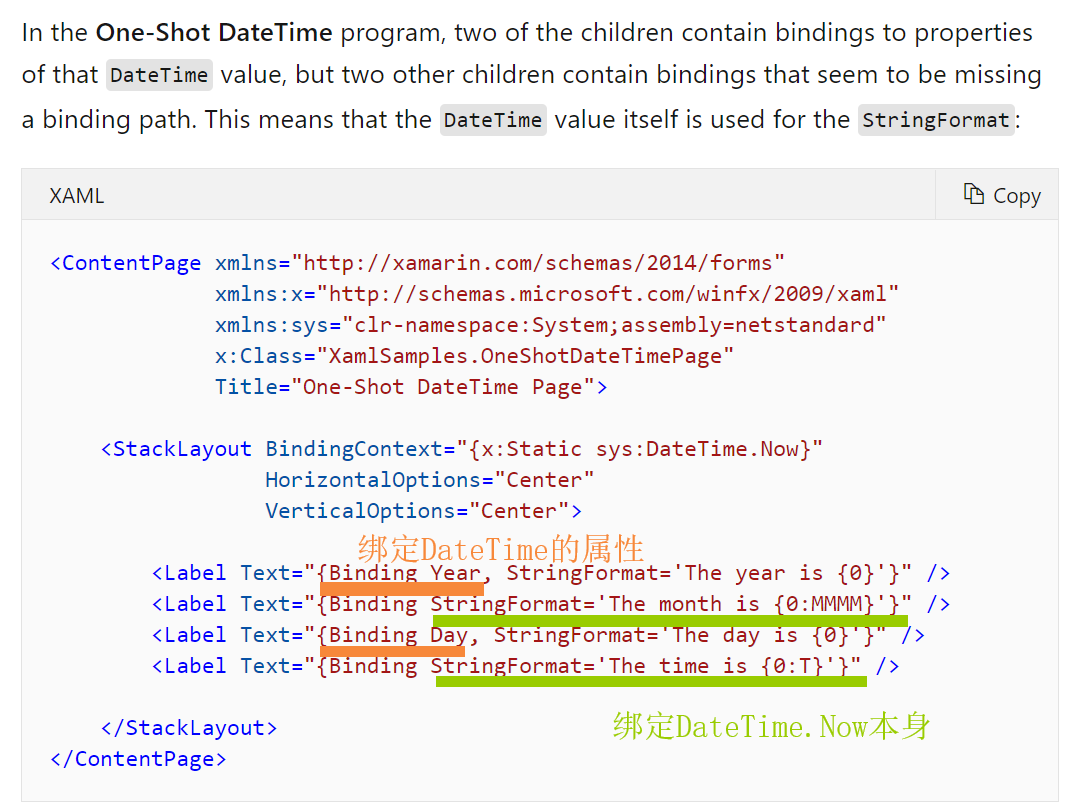 In the One-Shot DateTime program, two of the children contain bindings to properties
of that DateTime value, but two other children contain bindings that seem to be missing
a binding path. This means that the DateTime value itself is used for the StringFormat:
XAML
Copy
<ContentPage xmlns="http://xamarin.com/schemas/2014/forms"
xmlns:x="http://schemas.microsoft.com/winfx/2009/xaml"
xmlns:sys="clr-namespace:System;assembly=netstandard"
x:Class="XamlSamples.OneShotDateTimePage"
Title="One-Shot DateTime Page">
<StackLayout BindingContext="{x:Static sys:DateTime.Now}"
HorizontalOptions="Center"
VerticalOptions="Center">
绑定DateTime的属性
<Label Text="{Binding Year, StringFormat='The year is {0}'}" />
<Label Text="{Binding StringFormat='The month is {0:MMMM}'}" />
<Label Text="{Binding Day, StringFormat='The day is {0}'}" />
<Label Text="{Binding StringFormat='The time is {0:T}'}" />
绑定DateTime.Now本身
</StackLayout>
</ContentPage>